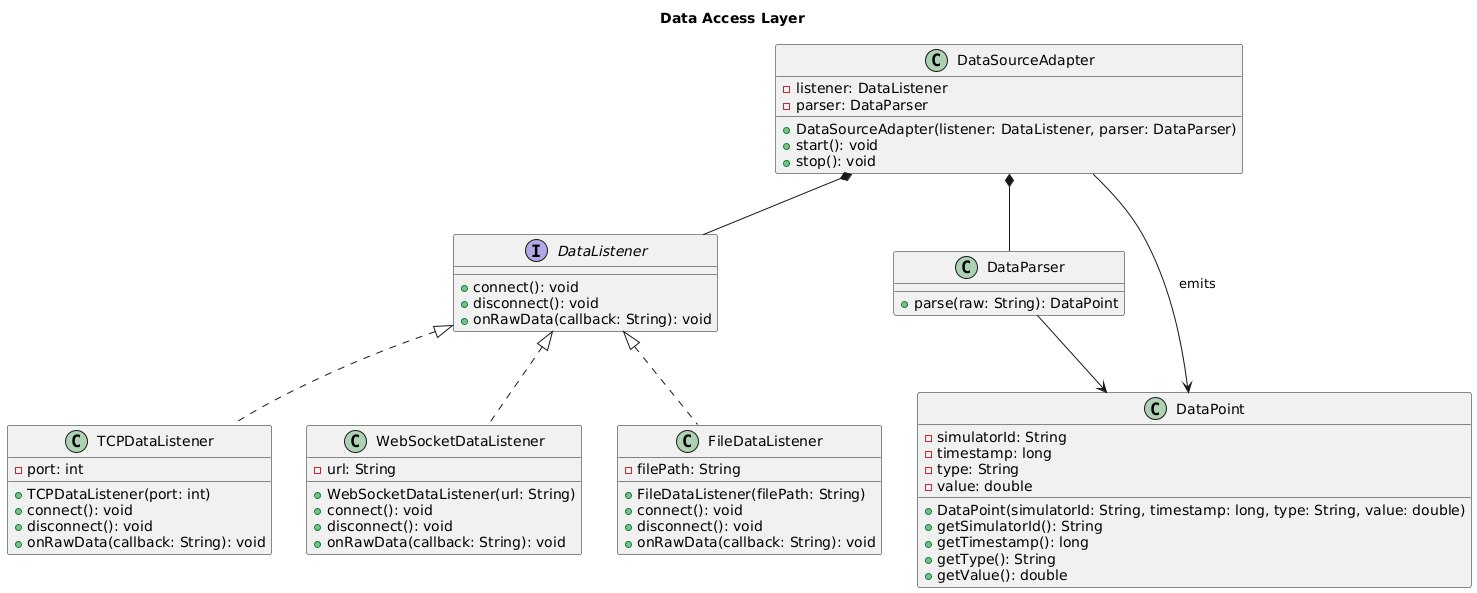 Data Access Layer
C DataSourceAdapter
listener: DataListener
parser: DataParser
DataSourceAdapter(listener: DataListener, parser: DataParser)
start(): void
stop(): void
I DataListener
connect(): void
disconnect(): void
onRawData(callback: String): void
C DataParser
parse(raw: String): DataPoint
emits
C TCPDataListener
port: int
TCPDataListener(port: int)
connect(): void
disconnect(): void
onRawData(callback: String): void
C WebSocketDataListener
url: String
WebSocketDataListener(url: String)
connect(): void
disconnect(): void
onRawData(callback: String): void
C FileDataListener
filePath: String
FileDataListener(filePath: String)
connect(): void
disconnect(): void
onRawData(callback: String): void
C DataPoint
simulatorId: String
timestamp: long
type: String
value: double
DataPoint(simulatorId: String, timestamp: long, type: String, value: double)
getSimulatorId(): String
getTimestamp(): long
getType(): String
getValue(): double